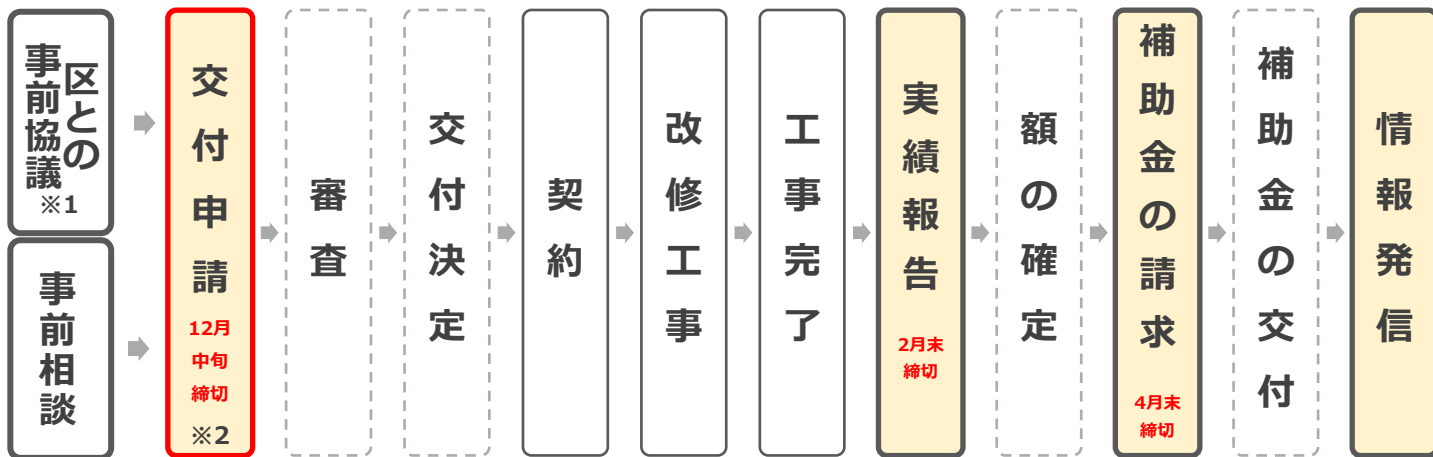 区との
事前協議
※1
事前相談
交付申請
12月
中旬
締切
※2
審査
交付決定
契約
改修工事
工事完了
実績報告
2月末
締切
額の確定
補助金の請求
4月末
締切
補助金の交付
情報発信